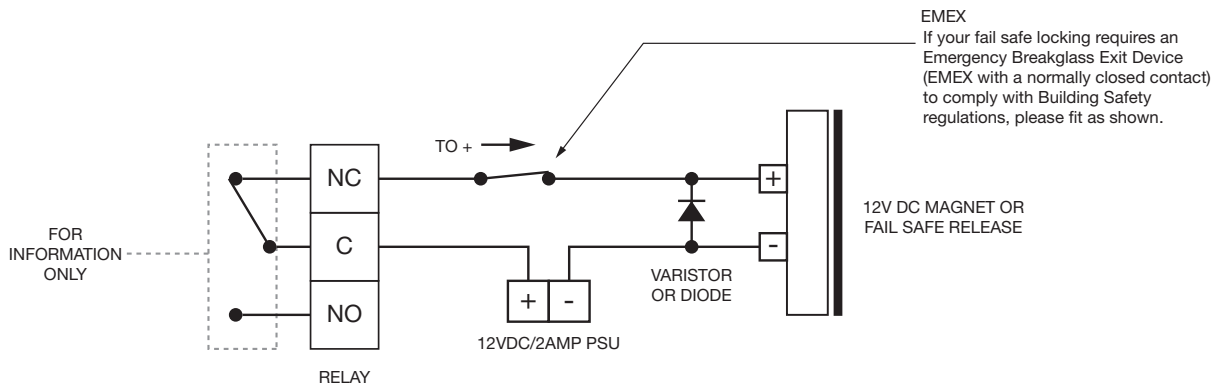 EMEX
If your fail safe locking requires an
Emergency Breakglass Exit Device
(EMEX with a normally closed contact)
to comply with Building Safety
regulations, please fit as shown.
TO +
NC
+
12V DC MAGNET OR
FAIL SAFE RELEASE
FOR
INFORMATION
ONLY
C
-
VARISTOR
OR DIODE
+ -
NO
12VDC/2AMP PSU
RELAY